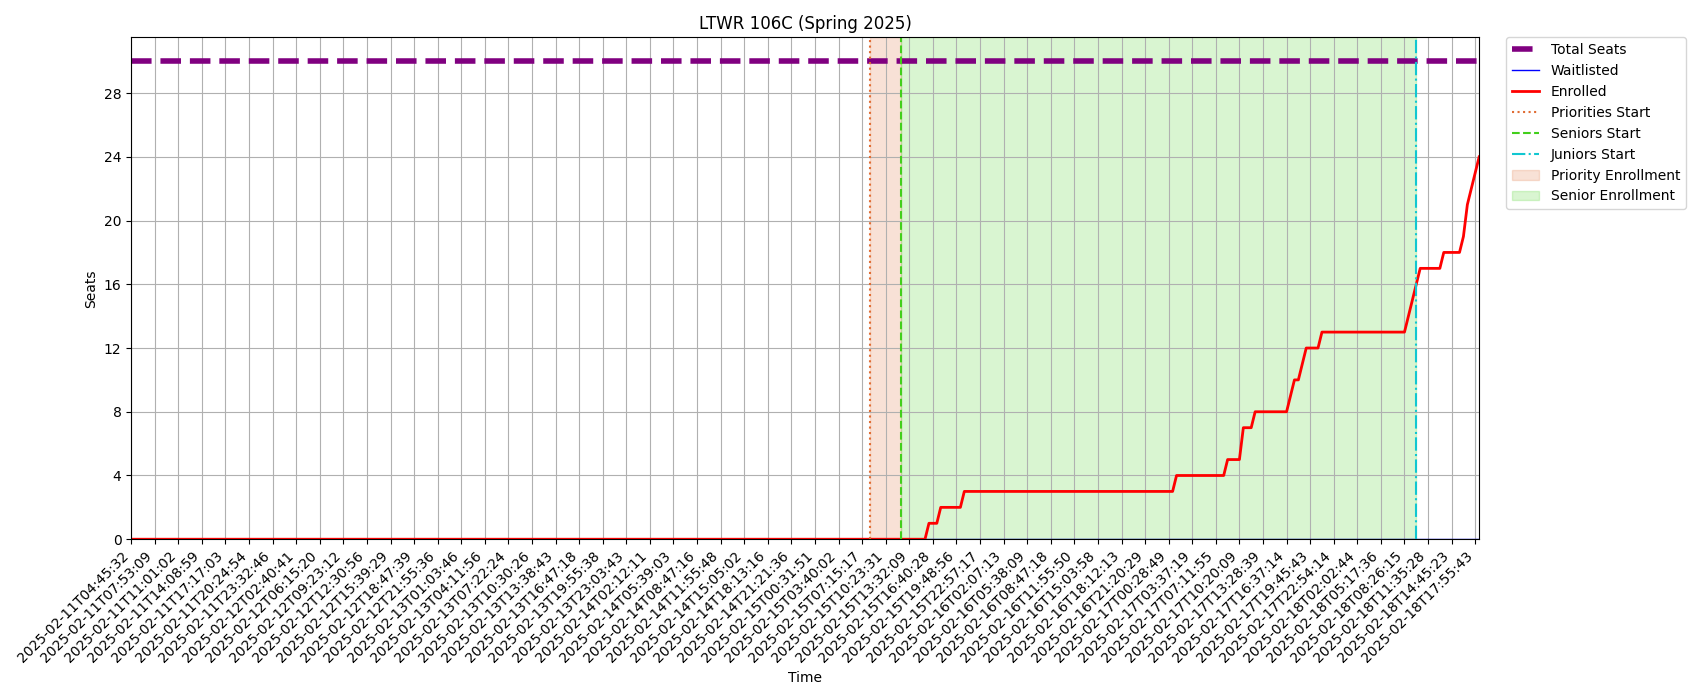 LTWR 106C (Spring 2025)
Total Seats
Waitlisted
Enrolled
Priorities Start
Seniors Start
Juniors Start
Priority Enrollment
Senior Enrollment
Seats
28
24
20
16
12
8
4
0
2025-02-11T04:45:32
2025-02-11T07:53:09
2025-02-11T11:01:02
2025-02-11T14:08:59
2025-02-11T17:17:03
2025-02-11T20:24:54
2025-02-11T23:32:46
2025-02-12T02:40:41
2025-02-12T06:15:20
2025-02-12T09:23:12
2025-02-12T12:30:56
2025-02-12T15:39:29
2025-02-12T18:47:39
2025-02-12T21:55:36
2025-02-13T01:03:46
2025-02-13T04:11:56
2025-02-13T07:22:24
2025-02-13T10:30:26
2025-02-13T13:38:43
2025-02-13T16:47:18
2025-02-13T19:55:38
2025-02-13T23:03:43
2025-02-14T02:12:11
2025-02-14T05:39:03
2025-02-14T08:47:16
2025-02-14T11:55:48
2025-02-14T15:05:02
2025-02-14T18:13:16
2025-02-14T21:21:36
2025-02-15T00:31:51
2025-02-15T03:40:02
2025-02-15T07:15:17
2025-02-15T10:23:31
2025-02-15T13:32:09
2025-02-15T16:40:28
2025-02-15T19:48:56
2025-02-15T22:57:17
2025-02-16T02:07:13
2025-02-16T05:38:09
2025-02-16T08:47:18
2025-02-16T11:55:50
2025-02-16T15:03:58
2025-02-16T18:12:13
2025-02-16T21:20:29
2025-02-17T00:28:49
2025-02-17T03:37:19
2025-02-17T07:11:55
2025-02-17T10:20:09
2025-02-17T13:28:39
2025-02-17T16:37:14
2025-02-17T19:45:43
2025-02-17T22:54:14
2025-02-18T02:02:44
2025-02-18T05:17:36
2025-02-18T08:26:15
2025-02-18T11:35:28
2025-02-18T14:45:23
2025-02-18T17:55:43
Time